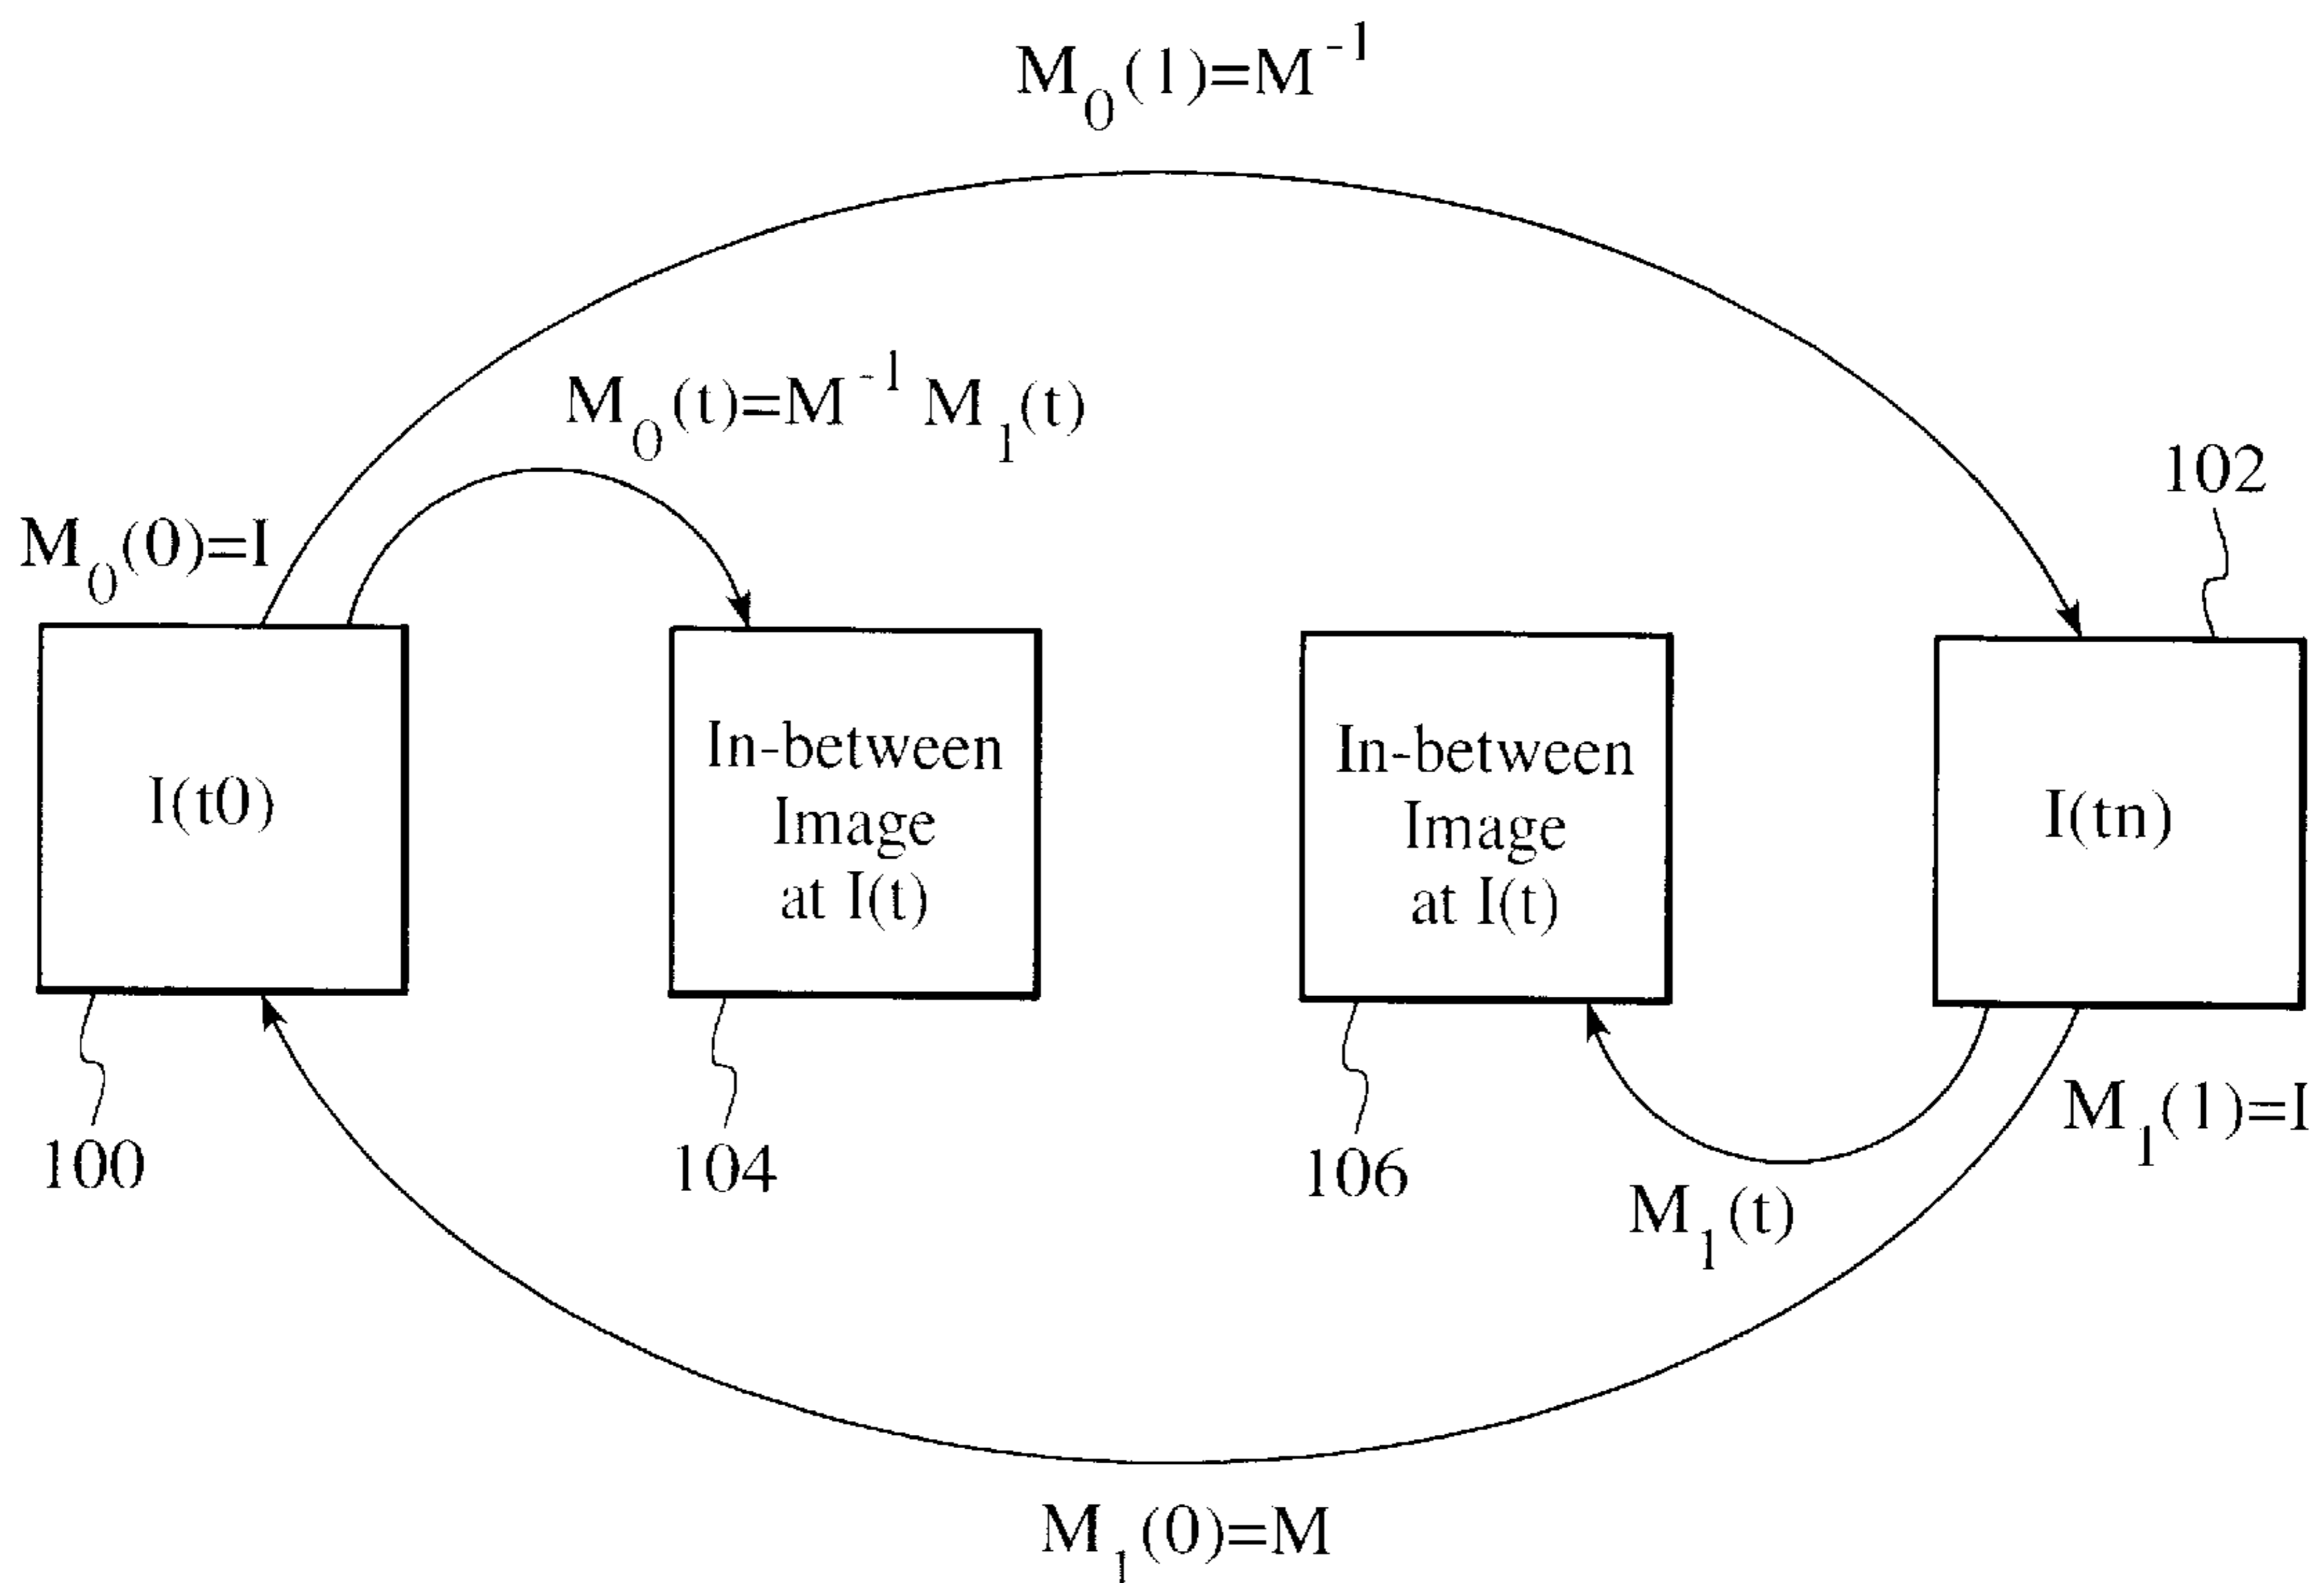 M₀(1)=M⁻¹
M₀(t)=M⁻¹ M₁(t)
102
M₀(0)=I
I(t0)
In-between
Image
at I(t)
In-between
Image
at I(t)
I(tn)
100
104
106
M₁(1)=I
M₁(t)
M₁(0)=M